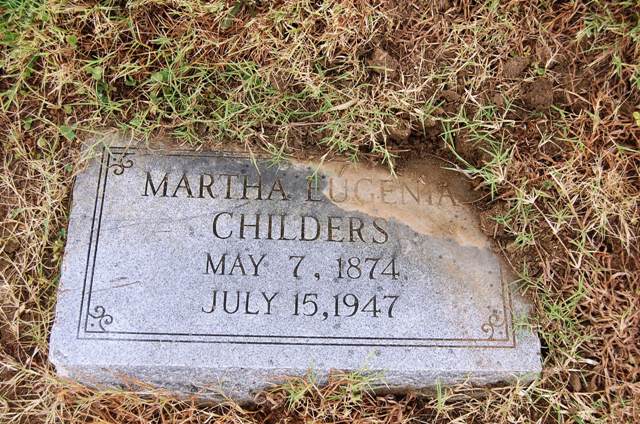 MARTHA EUGENIA
CHILDERS
MAY 7, 1874
JULY 15, 1947